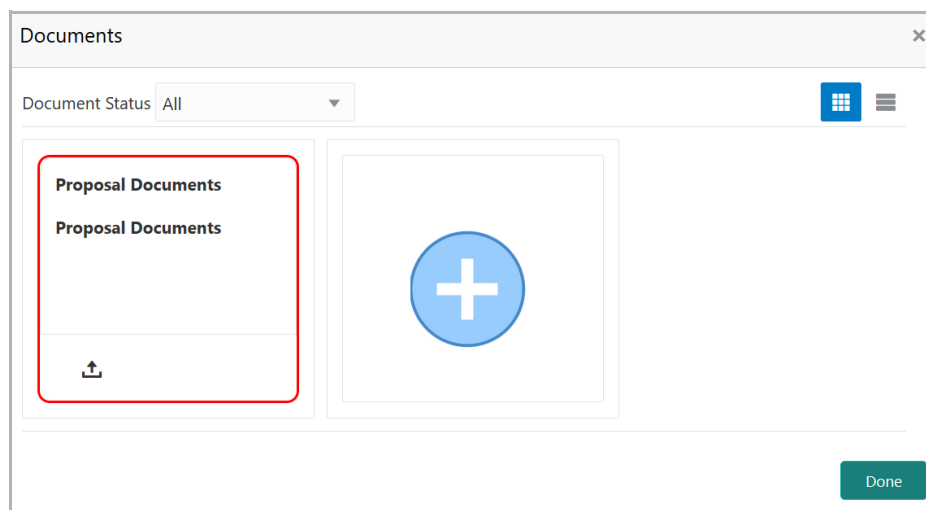 Documents
×
Document Status All
Proposal Documents
Proposal Documents
Done